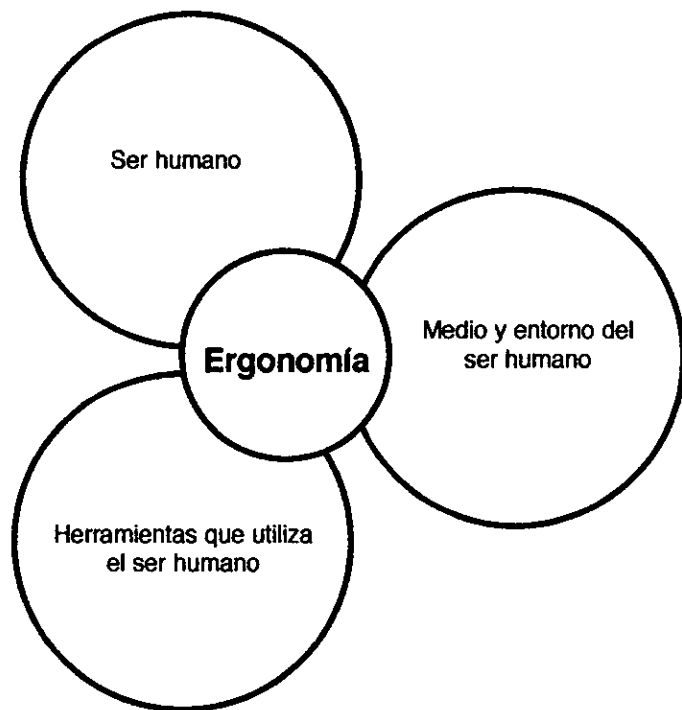 Ser humano
Medio y entorno del
ser humano
Ergonomía
Herramientas que utiliza
el ser humano